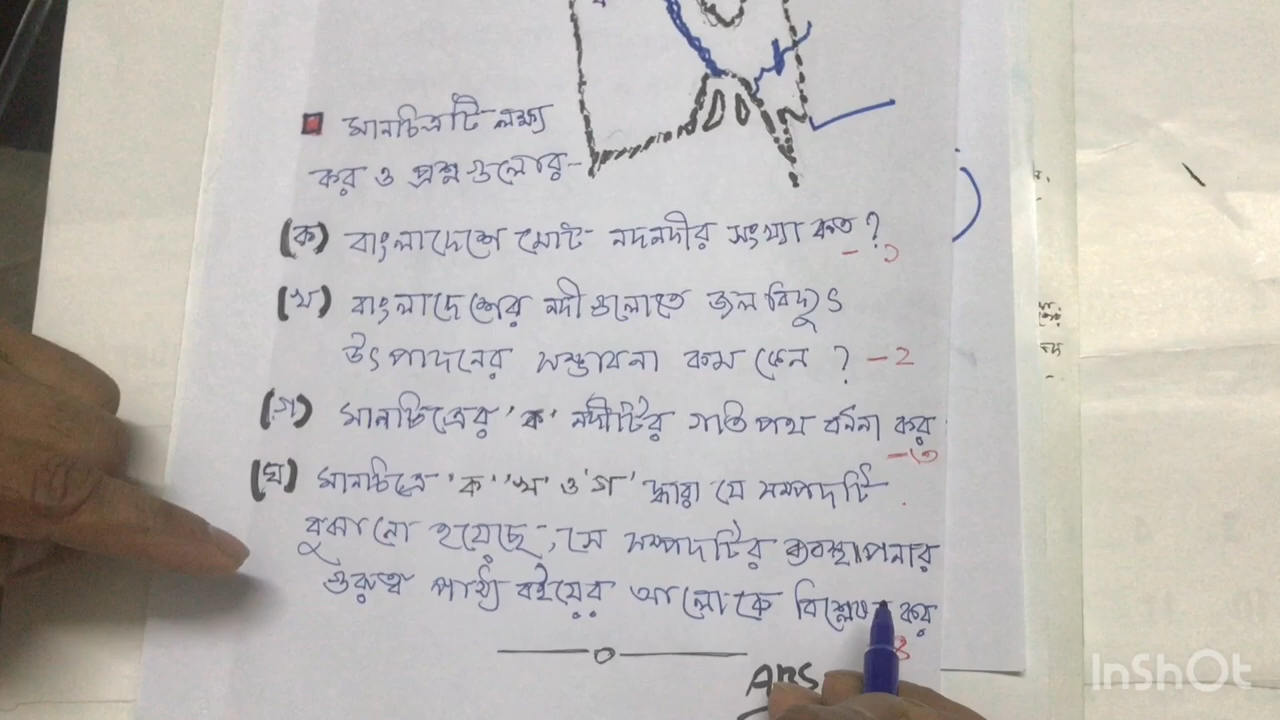 মানচিত্রটি লক্ষ্য
কর ও প্রশ্নগুলোর-
(ক) বাংলাদেশে মোট নদনদীর সংখ্যা কত?
- ১
(খ) বাংলাদেশের নদীগুলোতে জলবিদ্যুৎ
উৎপাদনের সম্ভাবনা কম কেন ? -2
(গ) মানচিত্রের 'ক' নদীটির গতিপথ বর্ননা কর
-৩
(ঘ) মানচিত্রে 'ক' 'খ' ও 'গ' দ্বারা যে সম্পদটি
বুঝানো হয়েছে, সে সম্পদটির ব্যবস্থাপনার
গুরুত্ব পাঠ্য বইয়ের আলোকে বিশ্লেষণ কর
৪
Ans
InShOt